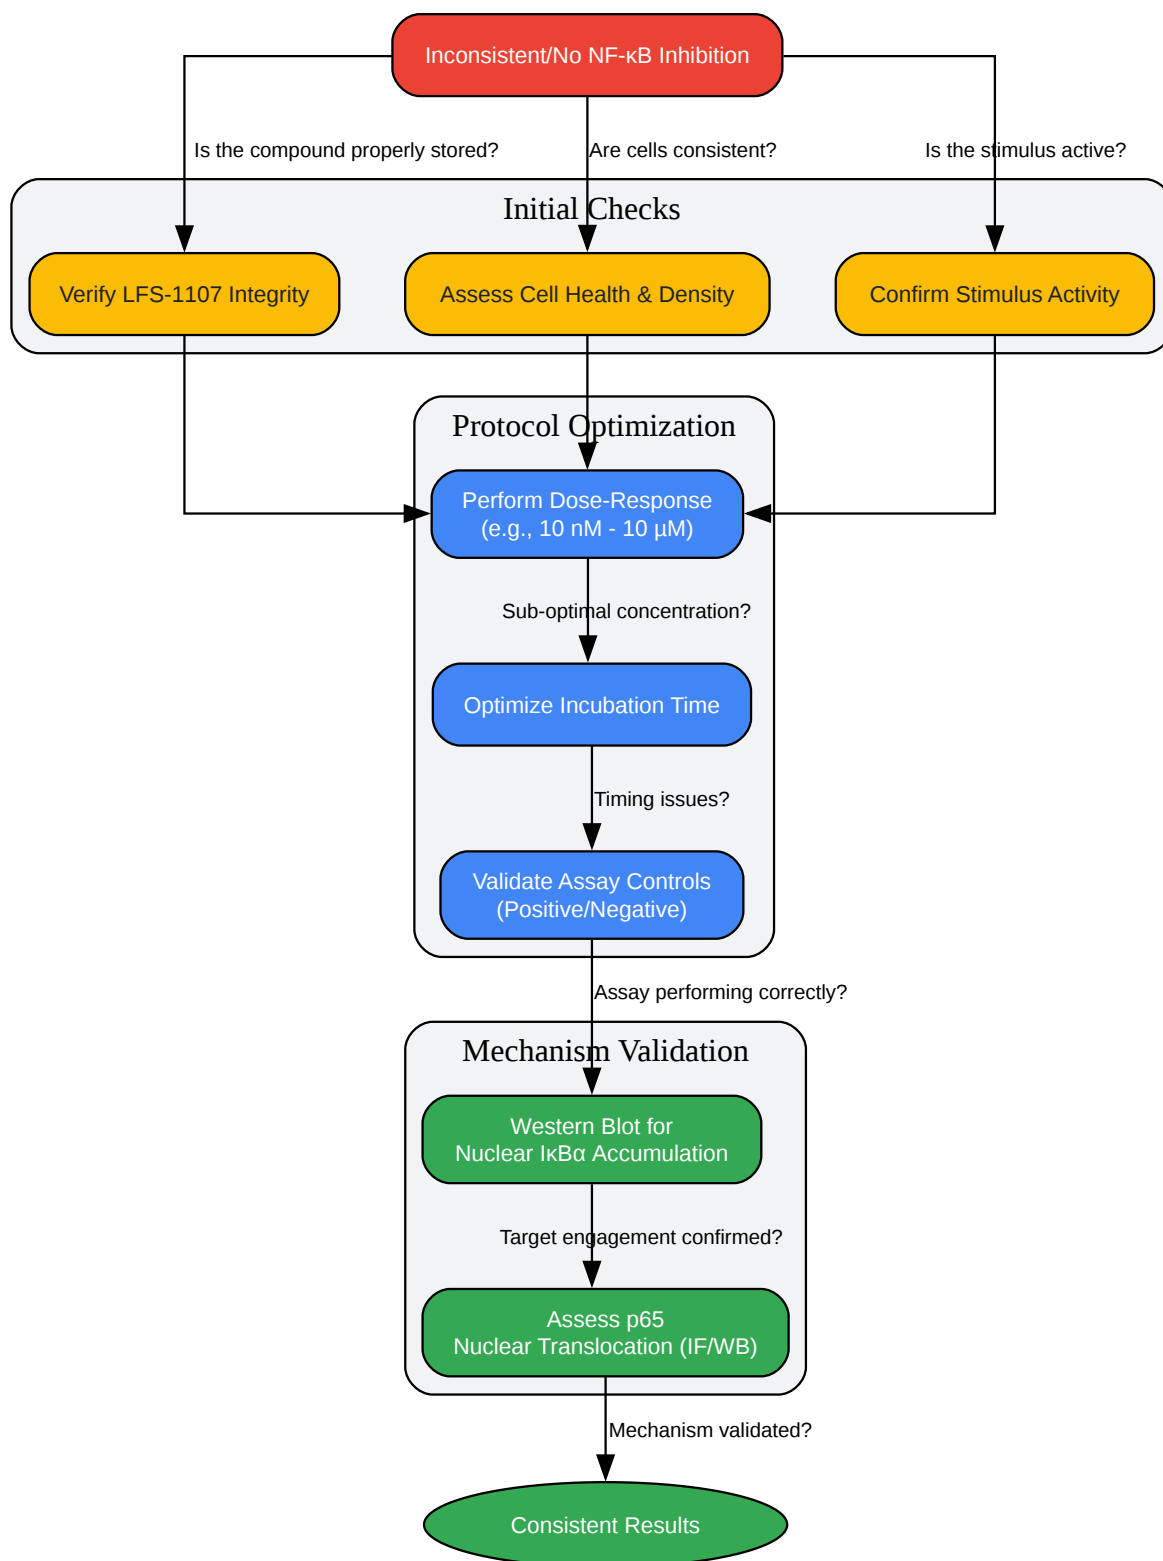 Inconsistent/No NF-κB Inhibition
Is the compound properly stored?
Are cells consistent?
Is the stimulus active?
Initial Checks
Verify LFS-1107 Integrity
Assess Cell Health & Density
Confirm Stimulus Activity
Protocol Optimization
Perform Dose-Response
(e.g., 10 nM - 10 µM)
Sub-optimal concentration?
Optimize Incubation Time
Timing issues?
Validate Assay Controls
(Positive/Negative)
Assay performing correctly?
Mechanism Validation
Western Blot for
Nuclear IκBα Accumulation
Target engagement confirmed?
Assess p65
Nuclear Translocation (IF/WB)
Mechanism validated?
Consistent Results